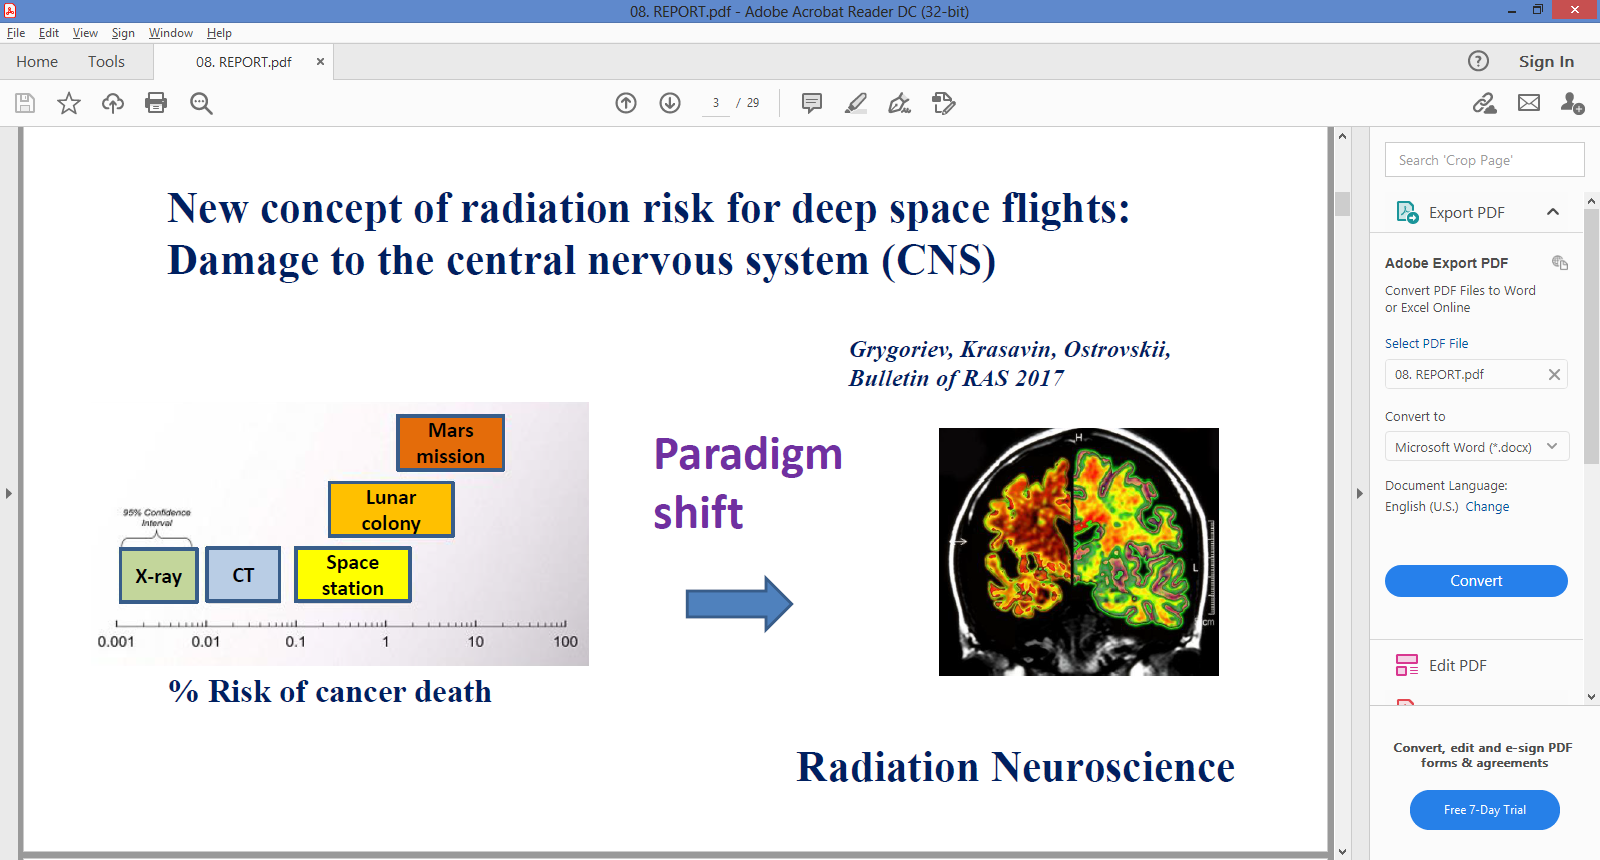 08. REPORT.pdf - Adobe Acrobat Reader DC (32-bit)
File Edit View Sign Window Help
Home Tools 08. REPORT.pdf × Sign In
3 / 29
Search 'Crop Page'
New concept of radiation risk for deep space flights:
Damage to the central nervous system (CNS)
Grygoriev, Krasavin, Ostrovskii,
Bulletin of RAS 2017
Mars
mission
Lunar
colony
95% Confidence
Interval
X-ray
CT
Space
station
0.001 0.01 0.1 1 10 100
% Risk of cancer death
Paradigm
shift
H
L
cm
Radiation Neuroscience
Export PDF
Adobe Export PDF
Convert PDF Files to Word
or Excel Online
Select PDF File
08. REPORT.pdf
Convert to
Microsoft Word (*.docx)
Document Language:
English (U.S.) Change
Convert
Edit PDF
Convert, edit and e-sign PDF
forms & agreements
Free 7-Day Trial